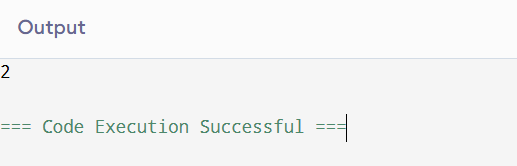 Output
2
=== Code Execution Successful ===